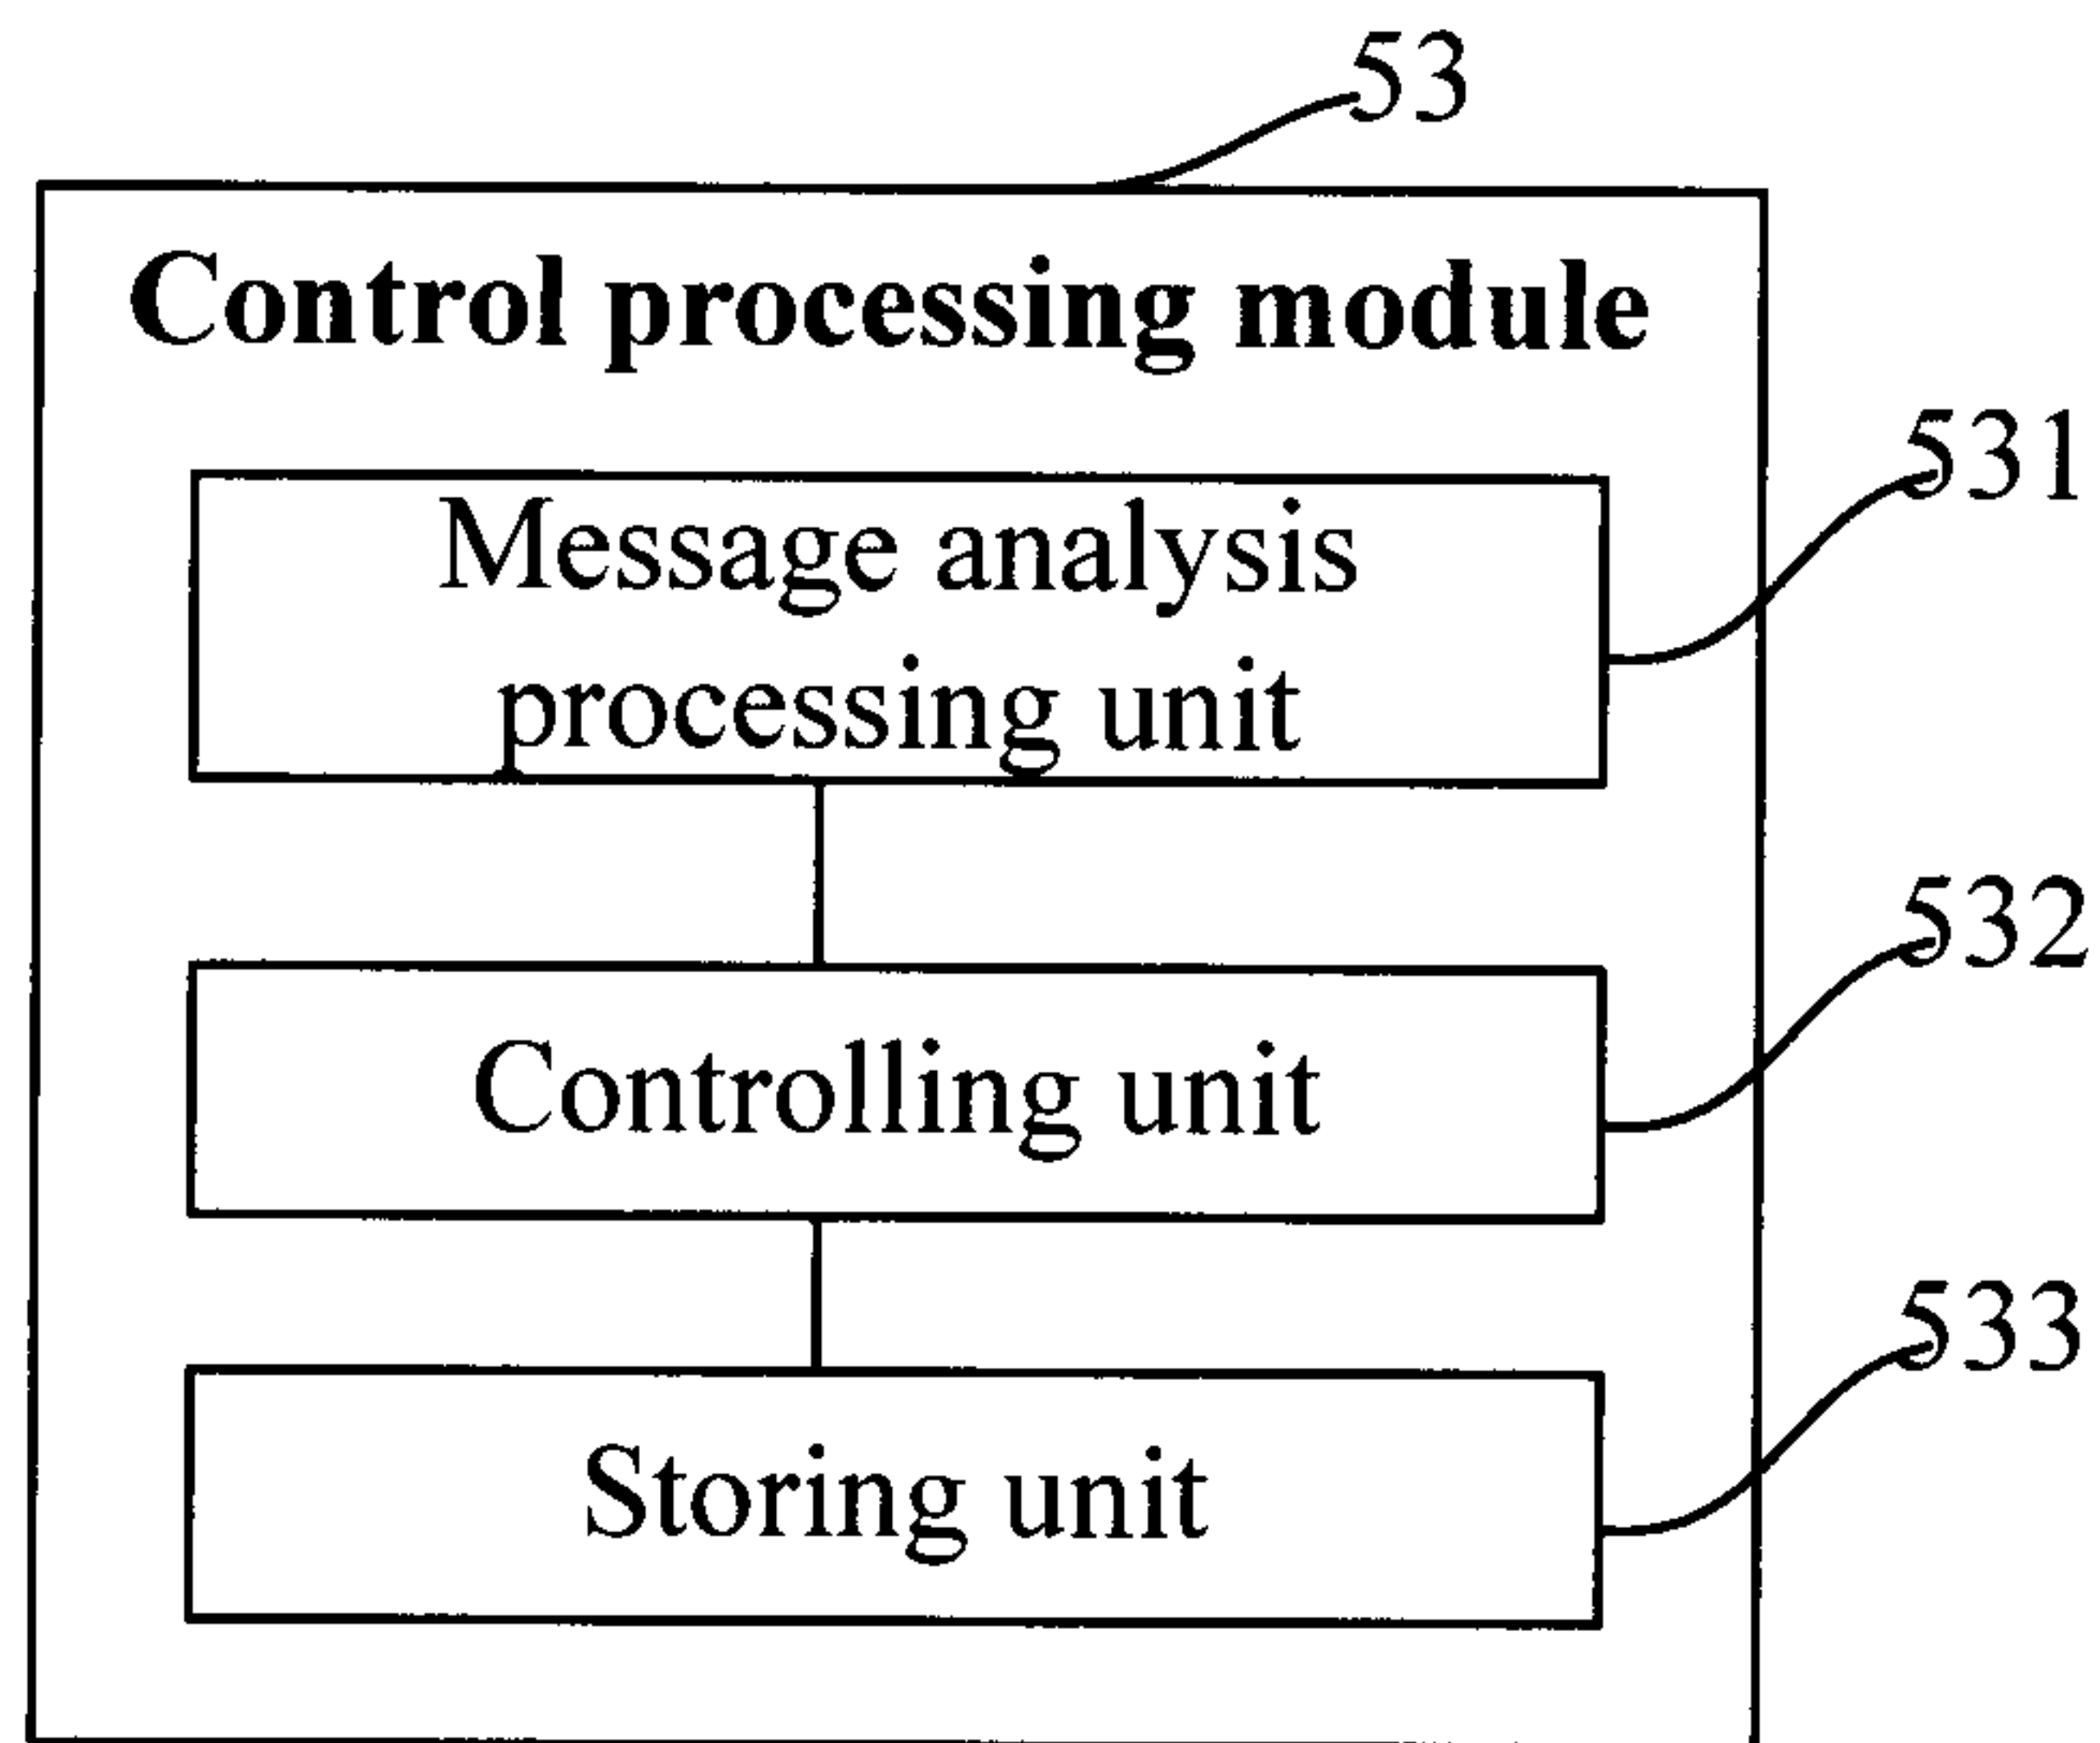 53
Control processing module
531
Message analysis
processing unit
532
Controlling unit
533
Storing unit